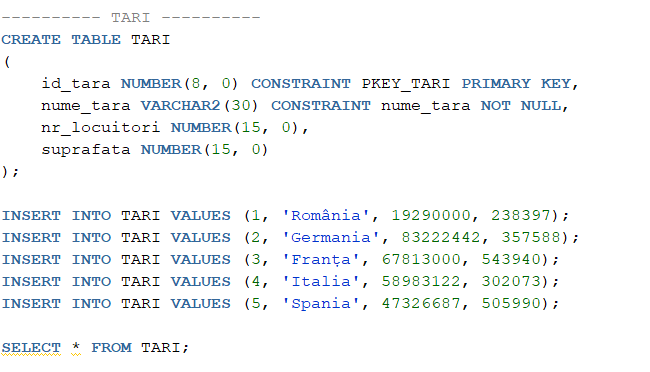 ---------- TARI ----------
CREATE TABLE TARI
(
    id_tara NUMBER(8, 0) CONSTRAINT PKEY_TARI PRIMARY KEY,
    nume_tara VARCHAR2(30) CONSTRAINT nume_tara NOT NULL,
    nr_locuitori NUMBER(15, 0),
    suprafata NUMBER(15, 0)
);

INSERT INTO TARI VALUES (1, 'România', 19290000, 238397);
INSERT INTO TARI VALUES (2, 'Germania', 83222442, 357588);
INSERT INTO TARI VALUES (3, 'Franța', 67813000, 543940);
INSERT INTO TARI VALUES (4, 'Italia', 58983122, 302073);
INSERT INTO TARI VALUES (5, 'Spania', 47326687, 505990);

SELECT * FROM TARI;